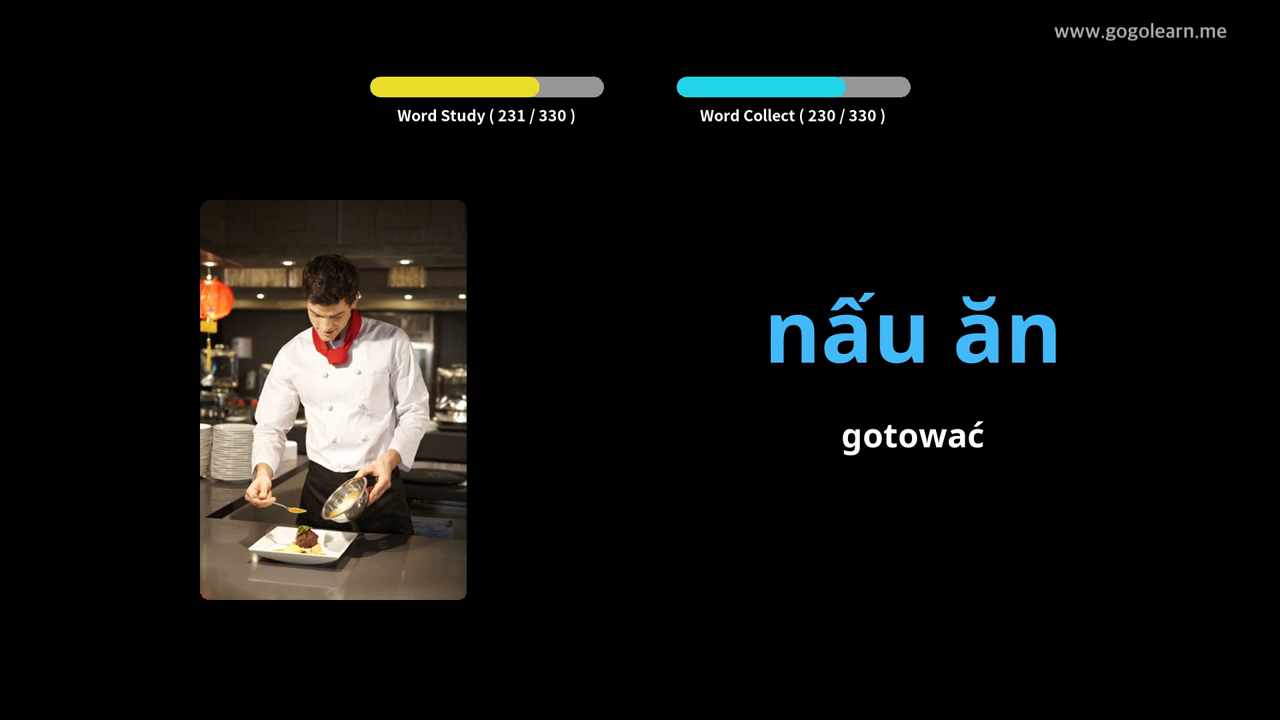 www.gogolearn.me
Word Study ( 231 / 330 )
Word Collect ( 230 / 330 )
nấu ăn
gotować